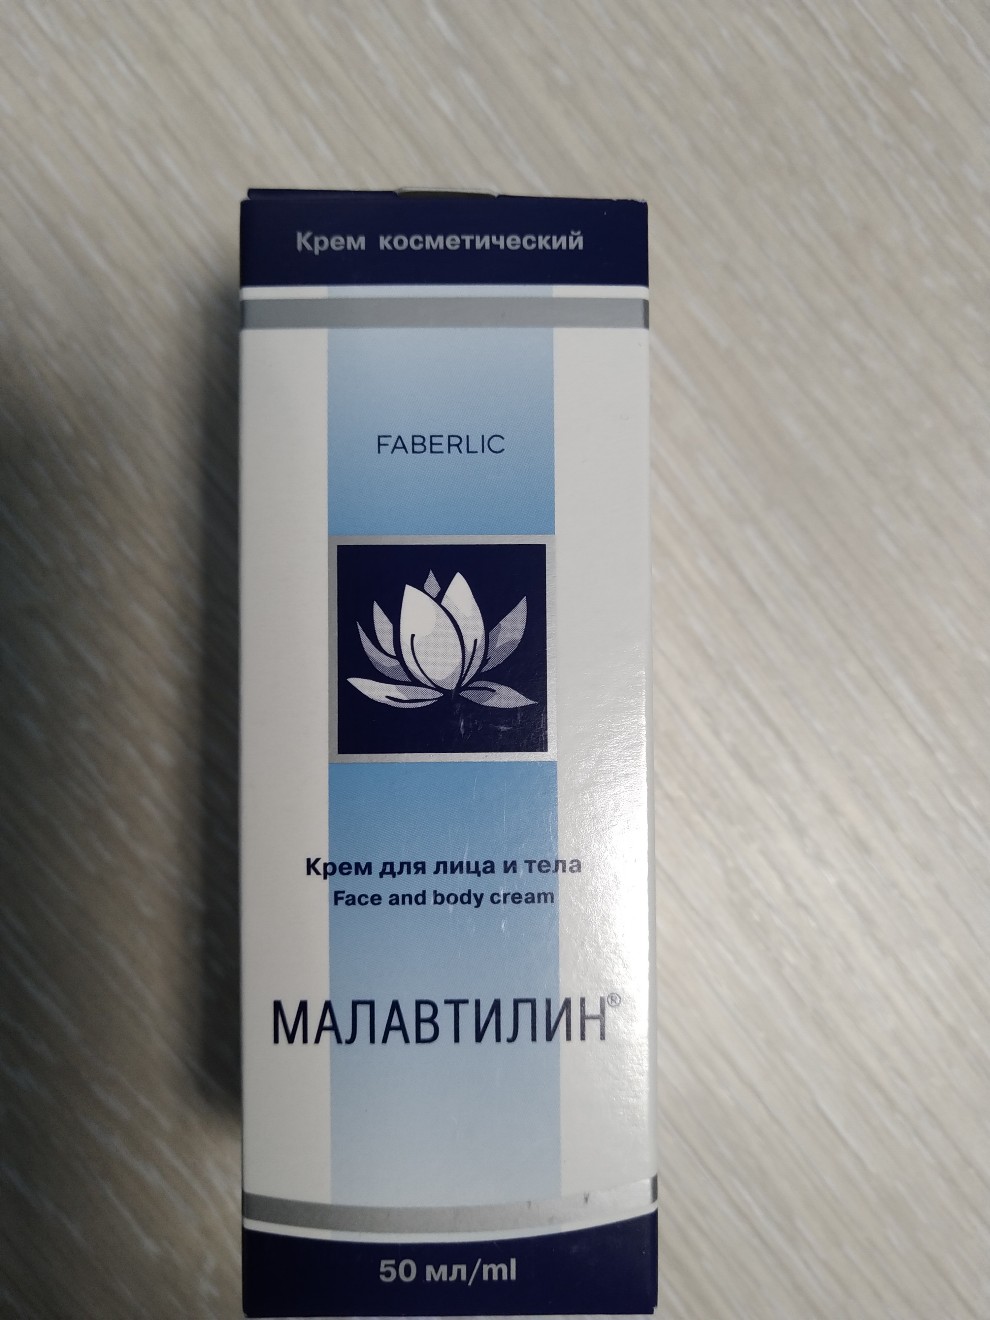 Крем косметический
FABERLIC
Крем для лица и тела
Face and body cream
МАЛАВТИЛИН®
50 мл/ml